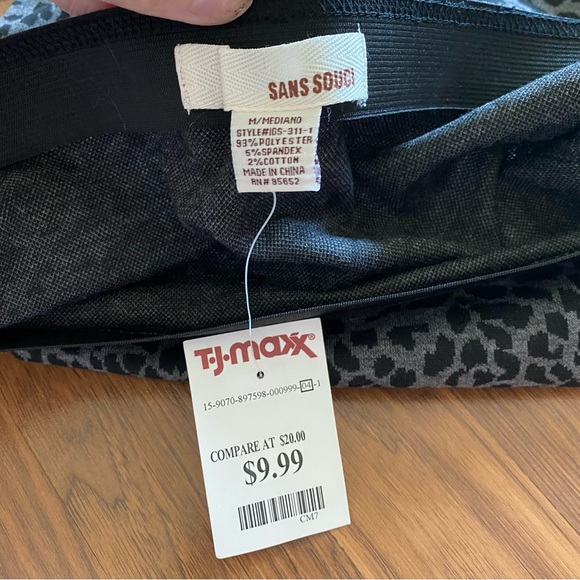 SANS SOUCI
M/MEDIANO
STYLE#IGS-311-1
93%POLYESTER
5%SPANDEX
2%COTTON
MADE IN CHINA
RN# 85652
T·J·maxx®
15-9070-897598-000999-04-1
COMPARE AT $20.00
$9.99
CM7